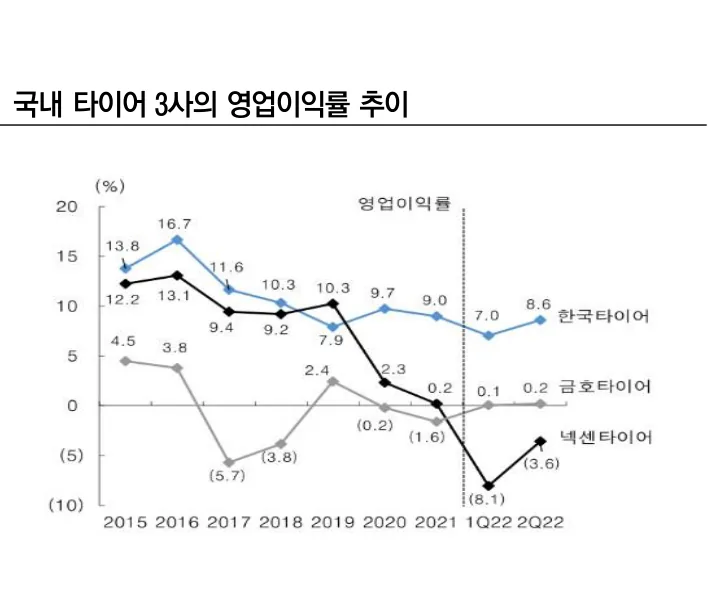 국내 타이어 3사의 영업이익률 추이
(%)
영업이익률
20
15
10
5
0
(5)
(10)
13.8 16.7 11.6 10.3 7.9 9.7 9.0 7.0 8.6 한국타이어
12.2 13.1 9.4 9.2 10.3 2.3 0.2 (8.1) (3.6) 넥센타이어
4.5 3.8 (5.7) (3.8) 2.4 (0.2) (1.6) 0.1 0.2 금호타이어
2015 2016 2017 2018 2019 2020 2021 1Q22 2Q22